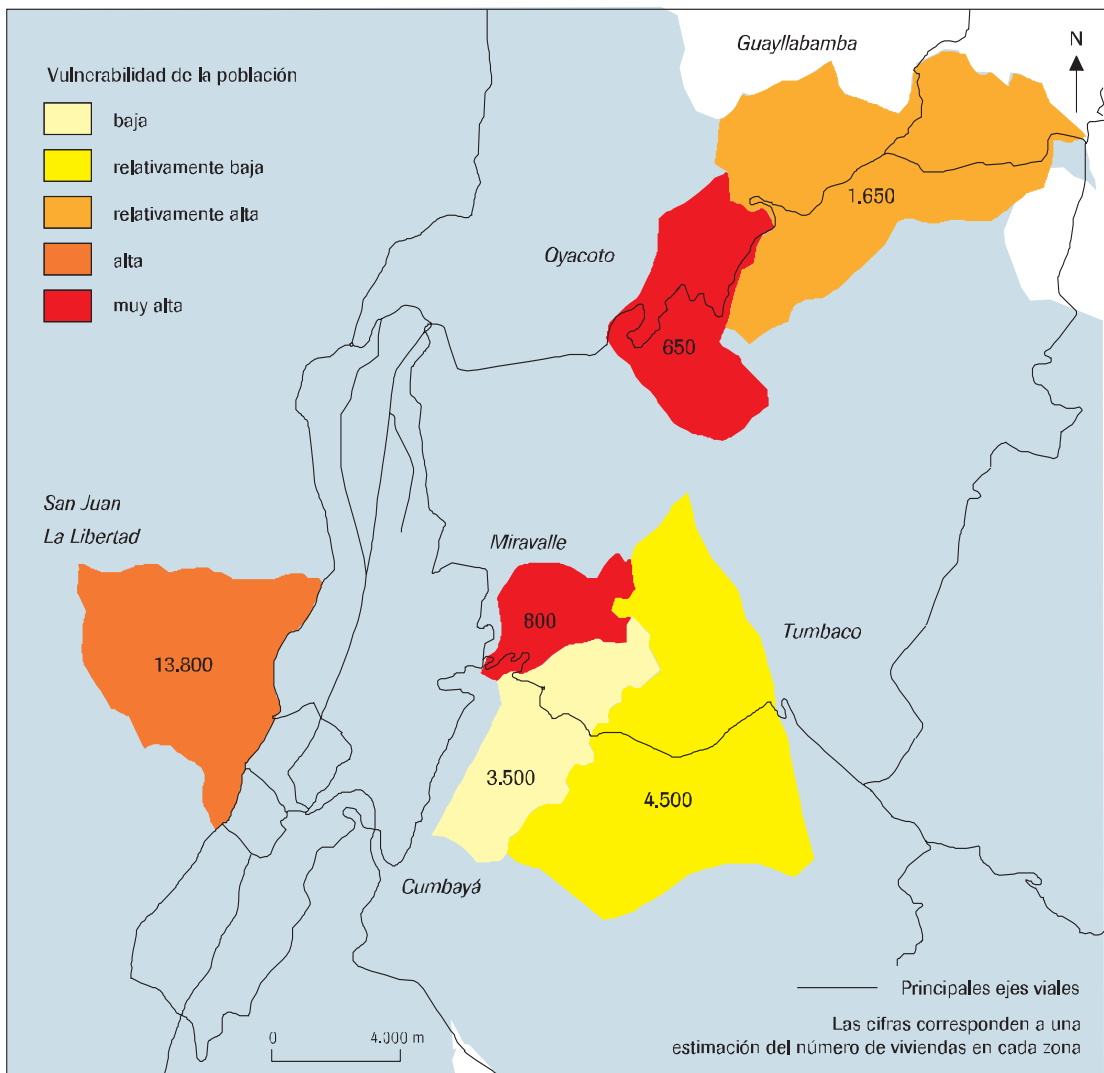 Guayllabamba
N
Vulnerabilidad de la población
baja
relativamente baja
relativamente alta
alta
muy alta
1.650
Oyacoto
650
San Juan
La Libertad
Miravalle
800
Tumbaco
13.800
3.500
4.500
Cumbayá
Principales ejes viales
0 4.000 m
Las cifras corresponden a una
estimación del número de viviendas en cada zona